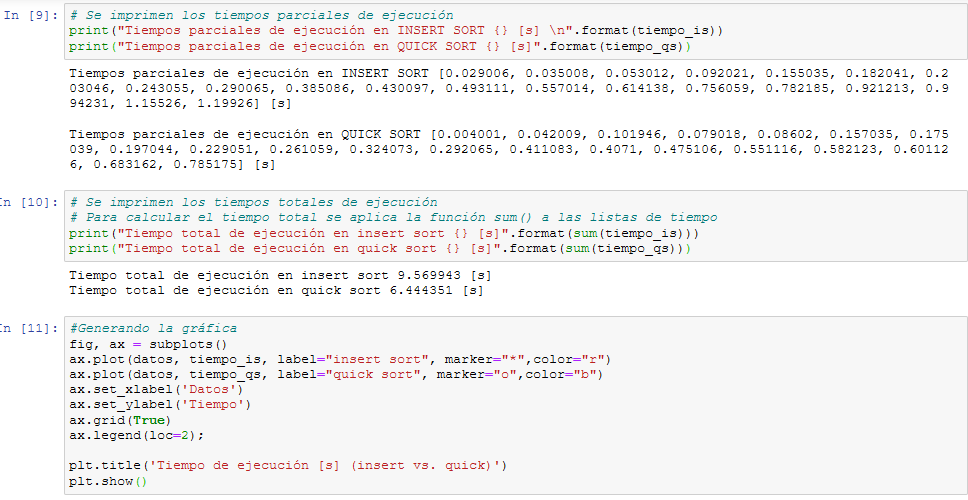 In [9]: # Se imprimen los tiempos parciales de ejecución
print("Tiempos parciales de ejecución en INSERT SORT {} [s] \n".format(tiempo_is))
print("Tiempos parciales de ejecución en QUICK SORT {} [s]".format(tiempo_qs))
Tiempos parciales de ejecución en INSERT SORT [0.029006, 0.035008, 0.053012, 0.092021, 0.155035, 0.182041, 0.2
03046, 0.243055, 0.290065, 0.385086, 0.430097, 0.493111, 0.557014, 0.614138, 0.756059, 0.782185, 0.921213, 0.9
94231, 1.15526, 1.19926] [s]
Tiempos parciales de ejecución en QUICK SORT [0.004001, 0.042009, 0.101946, 0.079018, 0.08602, 0.157035, 0.175
039, 0.197044, 0.229051, 0.261059, 0.324073, 0.292065, 0.411083, 0.4071, 0.475106, 0.551116, 0.582123, 0.60112
6, 0.683162, 0.785175] [s]
In [10]: # Se imprimen los tiempos totales de ejecución
# Para calcular el tiempo total se aplica la función sum() a las listas de tiempo
print("Tiempo total de ejecución en insert sort {} [s]".format(sum(tiempo_is)))
print("Tiempo total de ejecución en quick sort {} [s]".format(sum(tiempo_qs)))
Tiempo total de ejecución en insert sort 9.569943 [s]
Tiempo total de ejecución en quick sort 6.444351 [s]
In [11]: #Generando la gráfica
fig, ax = subplots()
ax.plot(datos, tiempo_is, label="insert sort", marker="*",color="r")
ax.plot(datos, tiempo_qs, label="quick sort", marker="o",color="b")
ax.set_xlabel('Datos')
ax.set_ylabel('Tiempo')
ax.grid(True)
ax.legend(loc=2);
plt.title('Tiempo de ejecución [s] (insert vs. quick)')
plt.show()